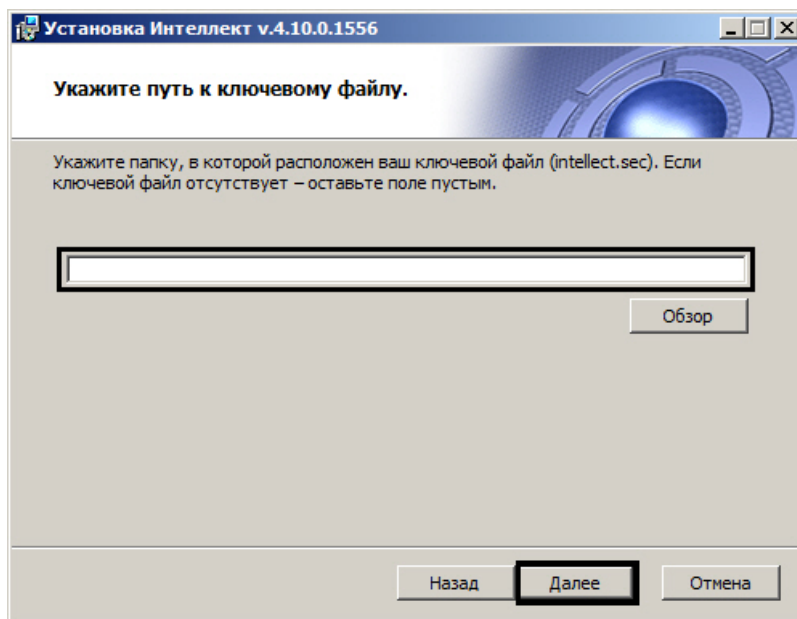 Установка Интеллект v.4.10.0.1556
Укажите путь к ключевому файлу.
Укажите папку, в которой расположен ваш ключевой файл (intellect.sec). Если
ключевой файл отсутствует – оставьте поле пустым.
Обзор
Назад Далее Отмена